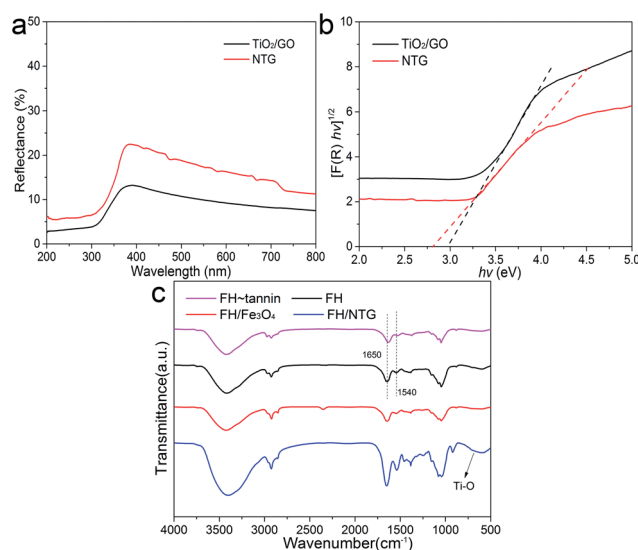 a
TiO₂/GO
NTG
Reflectance (%)
50
40
30
20
10
0
200 300 400 500 600 700 800
Wavelength (nm)
b
TiO₂/GO
NTG
[F(R) hν]¹/²
10
8
6
4
2
0
2.0 2.5 3.0 3.5 4.0 4.5 5.0
hν (eV)
c
FH~tannin FH
FH/Fe₃O₄ FH/NTG
1650
1540
Ti-O
Transmittance(a.u.)
4000 3500 3000 2500 2000 1500 1000 500
Wavenumber(cm⁻¹)